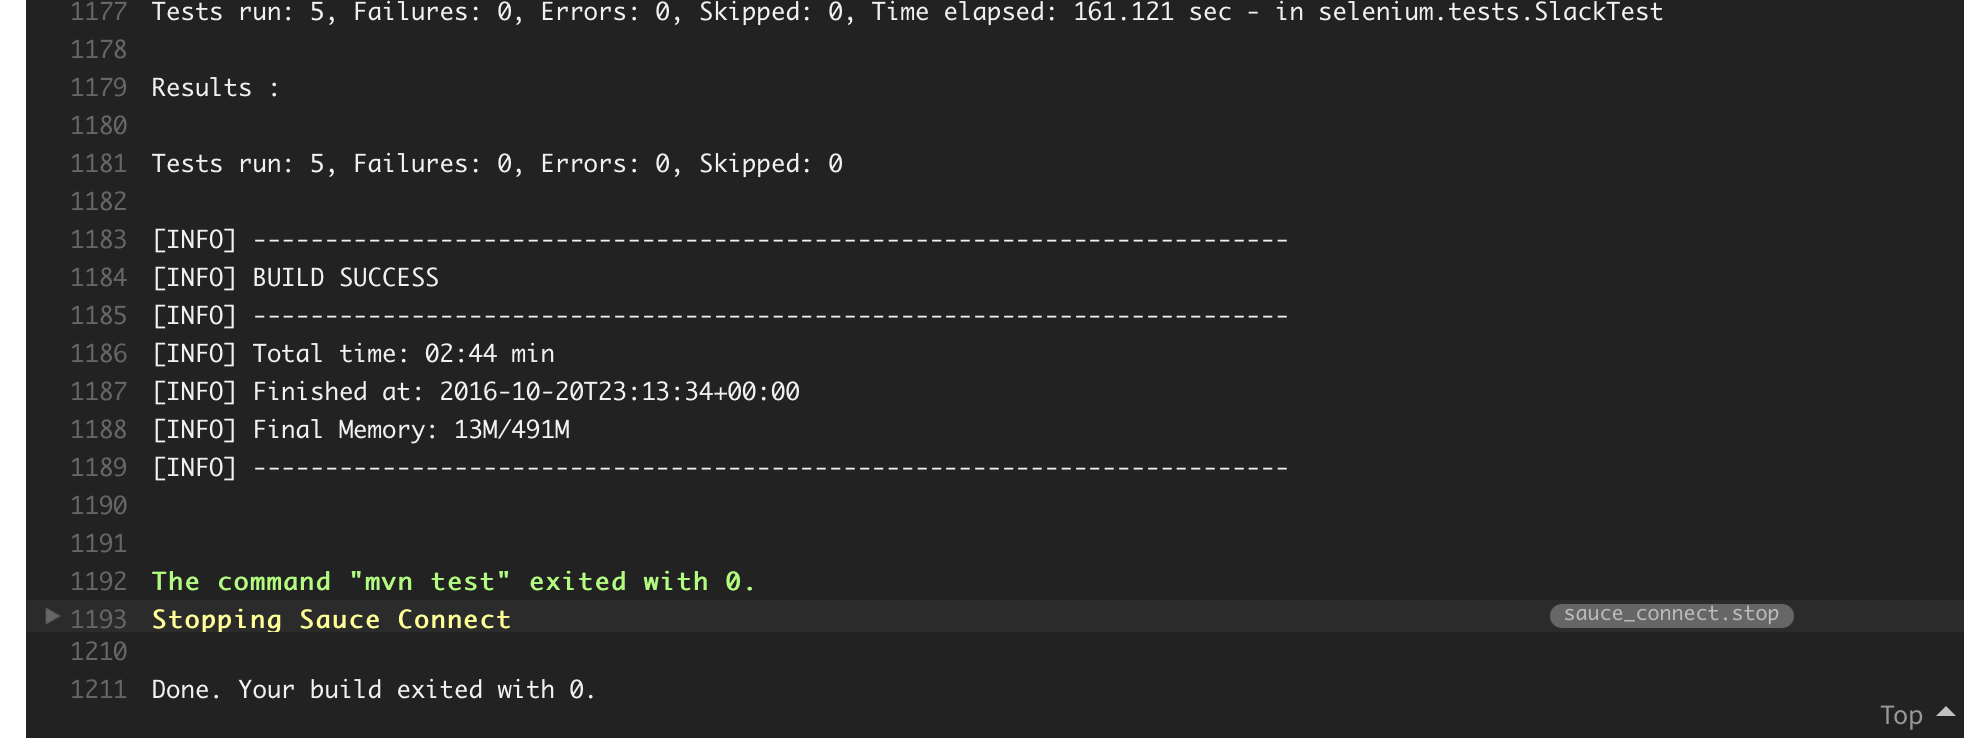 1177 Tests run: 5, Failures: 0, Errors: 0, Skipped: 0, Time elapsed: 161.121 sec - in selenium.tests.SlackTest
1178
1179 Results :
1180
1181 Tests run: 5, Failures: 0, Errors: 0, Skipped: 0
1182
1183 [INFO] ------------------------------------------------------------------------
1184 [INFO] BUILD SUCCESS
1185 [INFO] ------------------------------------------------------------------------
1186 [INFO] Total time: 02:44 min
1187 [INFO] Finished at: 2016-10-20T23:13:34+00:00
1188 [INFO] Final Memory: 13M/491M
1189 [INFO] ------------------------------------------------------------------------
1190
1191
1192 The command "mvn test" exited with 0.
1193 Stopping Sauce Connect sauce_connect.stop
1210
1211 Done. Your build exited with 0.
Top